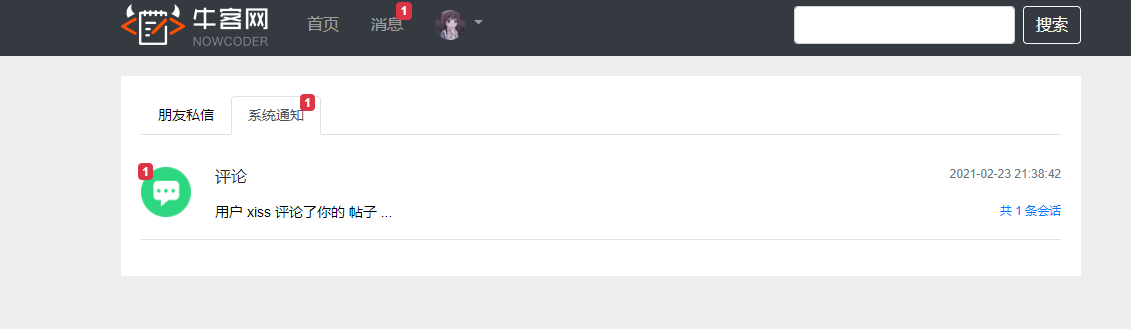 牛客网
NOWCODER
首页
消息
1
搜索
朋友私信
系统通知
1
1
评论
2021-02-23 21:38:42
用户 xiss 评论了你的 帖子 ...
共 1 条会话